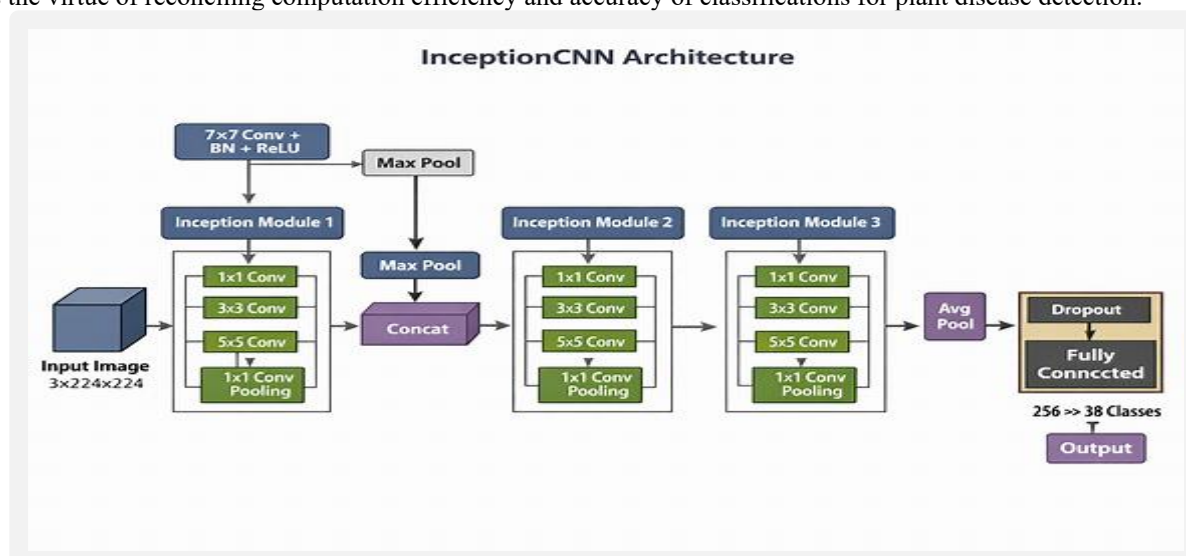 the virtue of reconciling computation efficiency and accuracy of classifications for plant disease detection.
InceptionCNN Architecture
7×7 Conv +
BN + ReLU
Max Pool
Inception Module 1
Max Pool
Inception Module 2
Inception Module 3
1x1 Conv
3x3 Conv
5x5 Conv
1x1 Conv
Pooling
Concat
1x1 Conv
3x3 Conv
5x5 Conv
1x1 Conv
Pooling
1x1 Conv
3x3 Conv
5x5 Conv
1x1 Conv
Pooling
Input Image
3x224x224
Avg
Pool
Dropout
Fully
Connccted
256 >> 38 Classes
Output